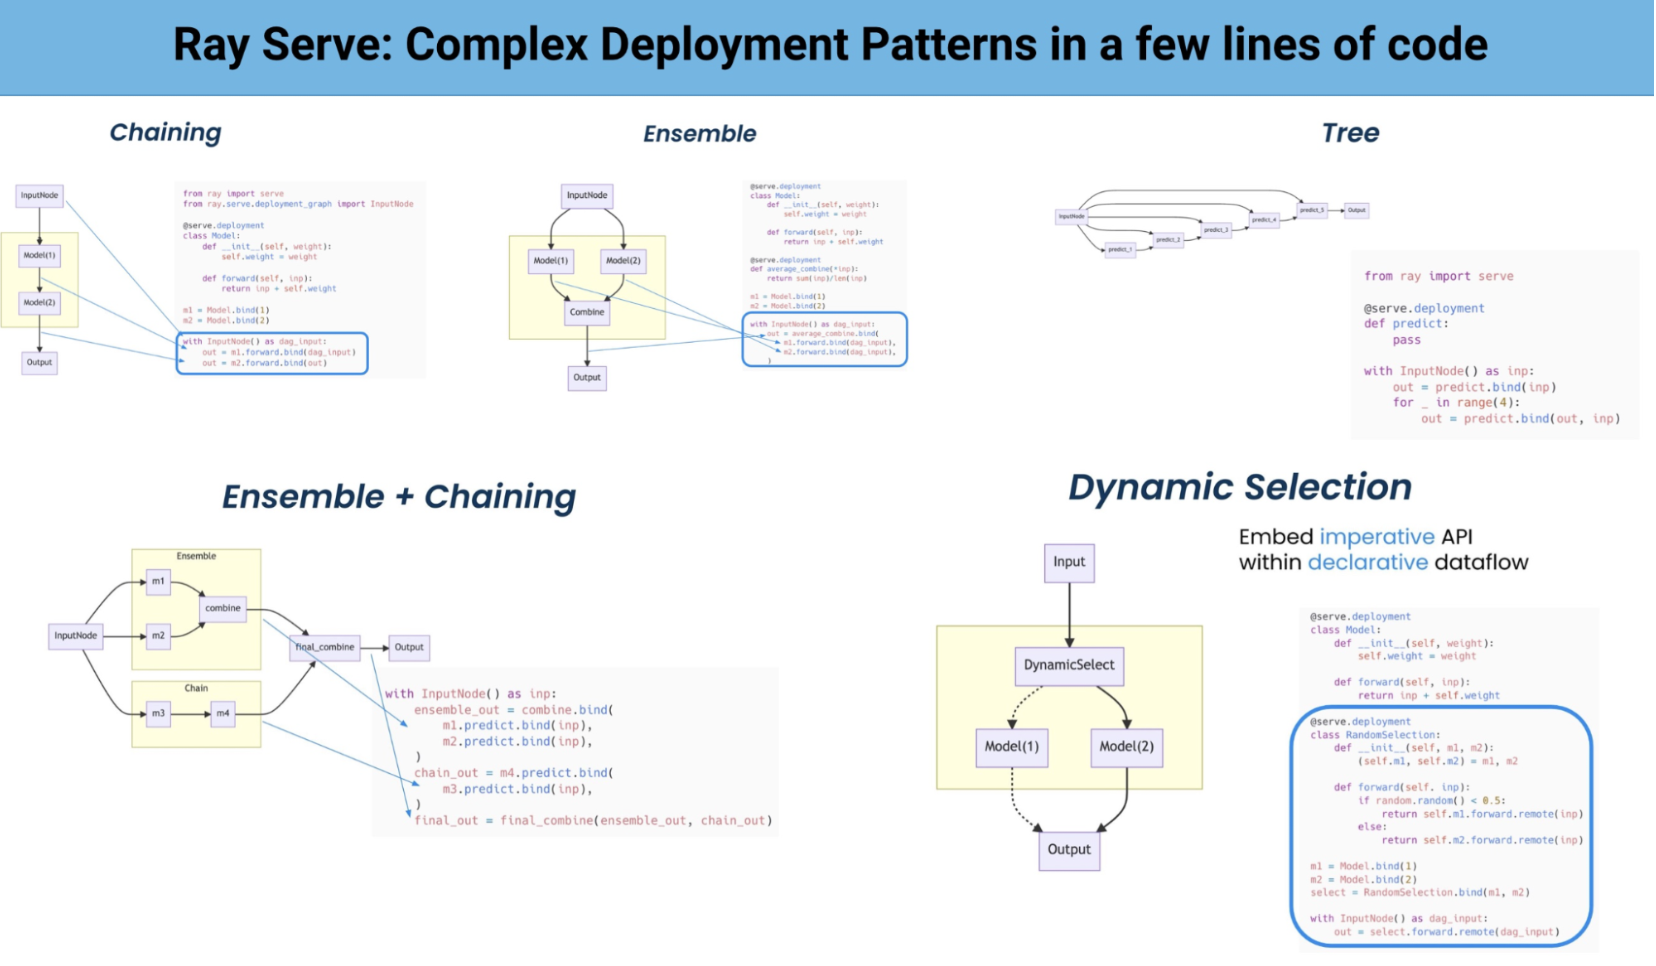 Ray Serve: Complex Deployment Patterns in a few lines of code
Chaining
InputNode
Model(1)
Model(2)
Output
from ray import serve
from ray.serve.deployment_graph import InputNode
@serve.deployment
class Model:
    def __init__(self, weight):
        self.weight = weight
    def forward(self, inp):
        return inp + self.weight
m1 = Model.bind(1)
m2 = Model.bind(2)
with InputNode() as dag_input:
    out = m1.forward.bind(dag_input)
    out = m2.forward.bind(out)
Ensemble
InputNode
Model(1)
Model(2)
Combine
Output
@serve.deployment
class Model:
    def __init__(self, weight):
        self.weight = weight
    def forward(self, inp):
        return inp + self.weight
@serve.deployment
def average_combine(*inp):
    return sum(inp)/len(inp)
m1 = Model.bind(1)
m2 = Model.bind(2)
with InputNode() as dag_input:
    out = average_combine.bind(
        m1.forward.bind(dag_input),
        m2.forward.bind(dag_input),
    )
Tree
InputNode
predict_1
predict_2
predict_3
predict_4
predict_5
Output
from ray import serve
@serve.deployment
def predict:
    pass
with InputNode() as inp:
    out = predict.bind(inp)
    for _ in range(4):
        out = predict.bind(out, inp)
Ensemble + Chaining
Ensemble
m1
m2
combine
InputNode
final_combine
Output
Chain
m3
m4
with InputNode() as inp:
    ensemble_out = combine.bind(
        m1.predict.bind(inp),
        m2.predict.bind(inp),
    )
    chain_out = m4.predict.bind(
        m3.predict.bind(inp),
    )
    final_out = final_combine(ensemble_out, chain_out)
Dynamic Selection
Embed imperative API
within declarative dataflow
Input
DynamicSelect
Model(1)
Model(2)
Output
@serve.deployment
class Model:
    def __init__(self, weight):
        self.weight = weight
    def forward(self, inp):
        return inp + self.weight
@serve.deployment
class RandomSelection:
    def __init__(self, m1, m2):
        (self.m1, self.m2) = m1, m2
    def forward(self. inp):
        if random.random() < 0.5:
            return self.m1.forward.remote(inp)
        else:
            return self.m2.forward.remote(inp)
m1 = Model.bind(1)
m2 = Model.bind(2)
select = RandomSelection.bind(m1, m2)
with InputNode() as dag_input:
    out = select.forward.remote(dag_input)